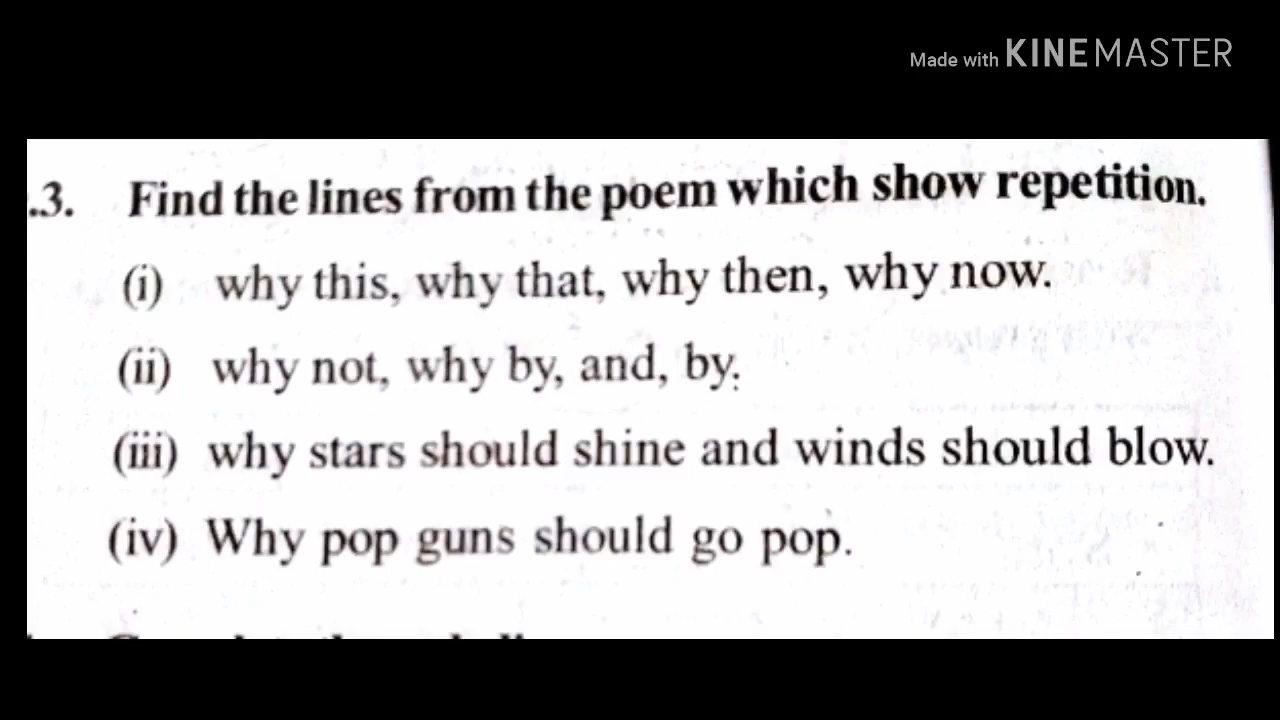 Made with KINEMASTER
.3. Find the lines from the poem which show repetition.
(i) why this, why that, why then, why now.
(ii) why not, why by, and, by.
(iii) why stars should shine and winds should blow.
(iv) Why pop guns should go pop.